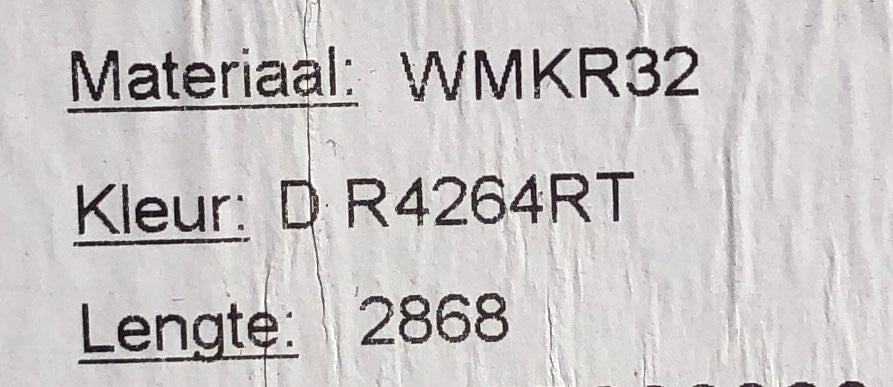 Materiaal: WMKR32
Kleur: D R4264RT
Lengte: 2868